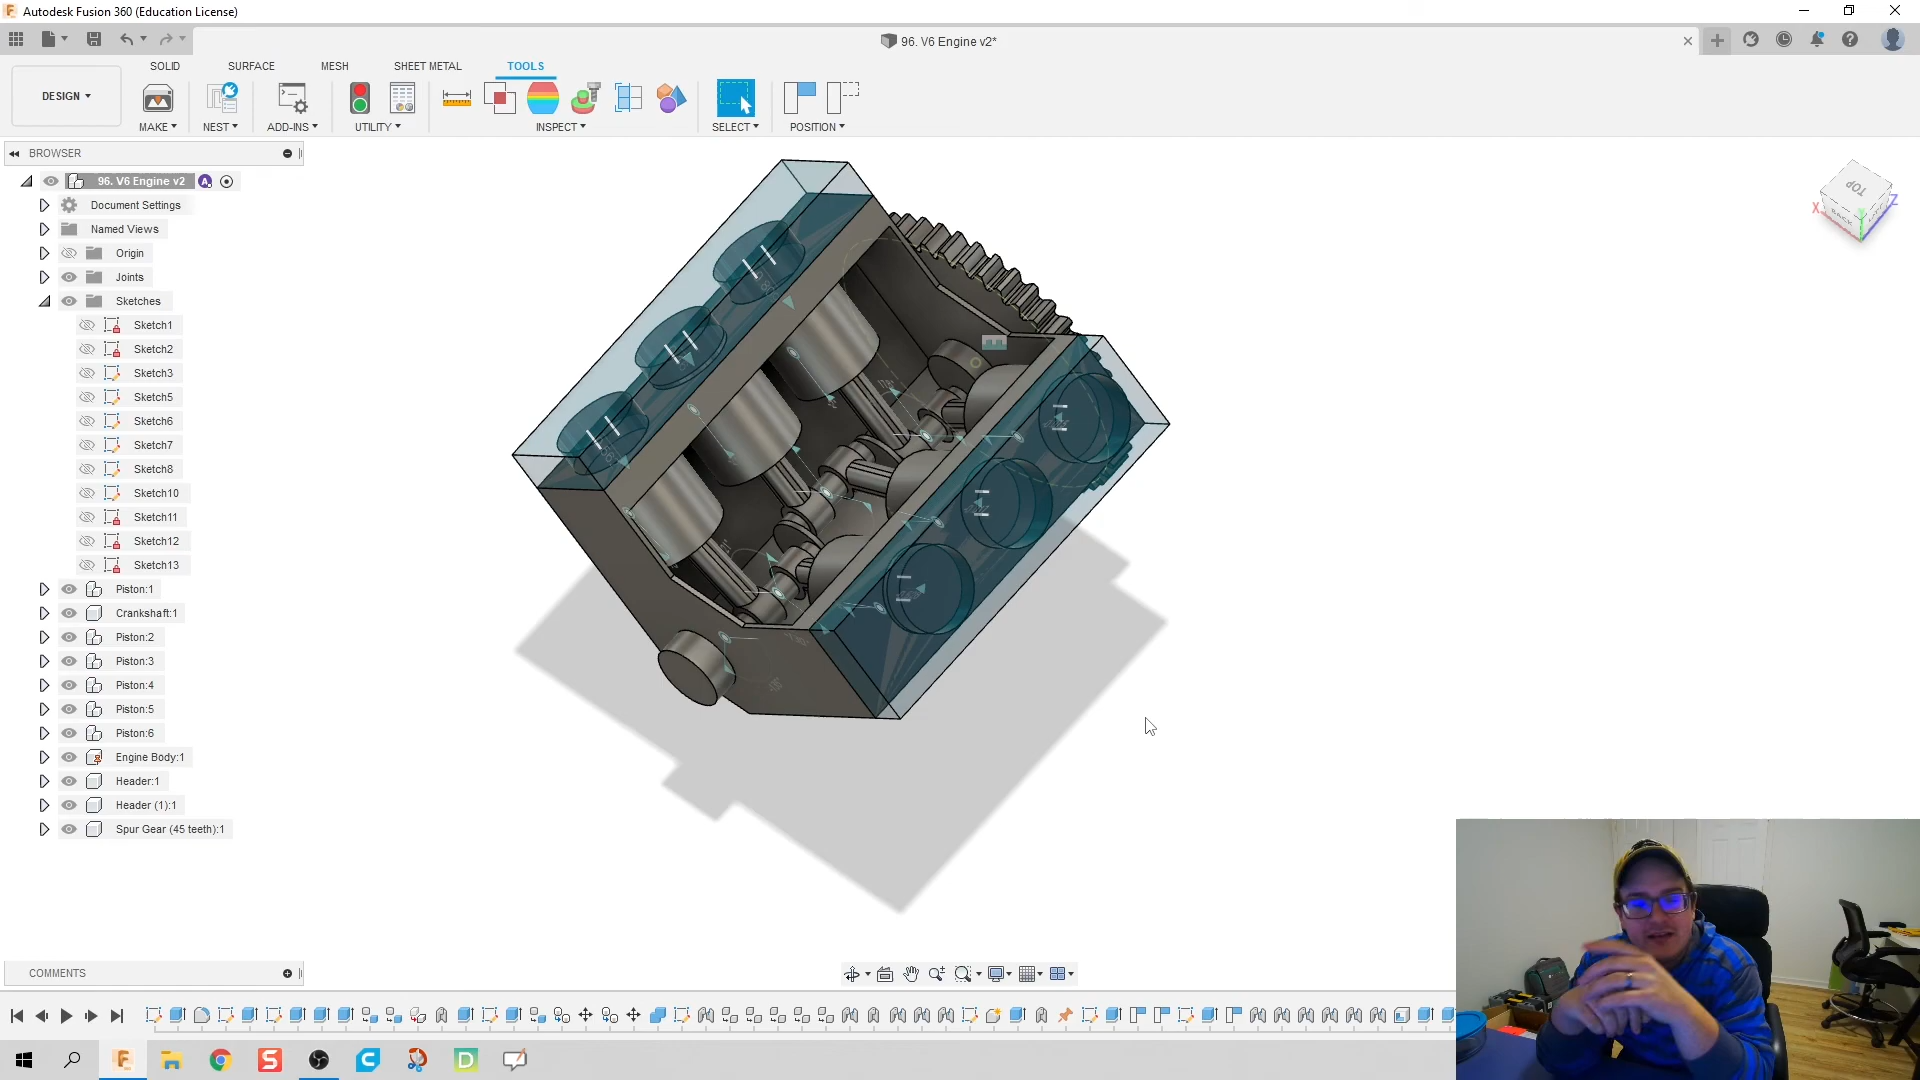 Autodesk Fusion 360 (Education License)
96. V6 Engine v2*
SOLID SURFACE MESH SHEET METAL TOOLS
DESIGN
MAKE NEST ADD-INS UTILITY INSPECT SELECT POSITION
BROWSER
96. V6 Engine v2
Document Settings
Named Views
Origin
Joints
Sketches
Sketch1
Sketch2
Sketch3
Sketch5
Sketch6
Sketch7
Sketch8
Sketch10
Sketch11
Sketch12
Sketch13
Piston:1
Crankshaft:1
Piston:2
Piston:3
Piston:4
Piston:5
Piston:6
Engine Body:1
Header:1
Header (1):1
Spur Gear (45 teeth):1
TOP
BACK
X
Z
COMMENTS